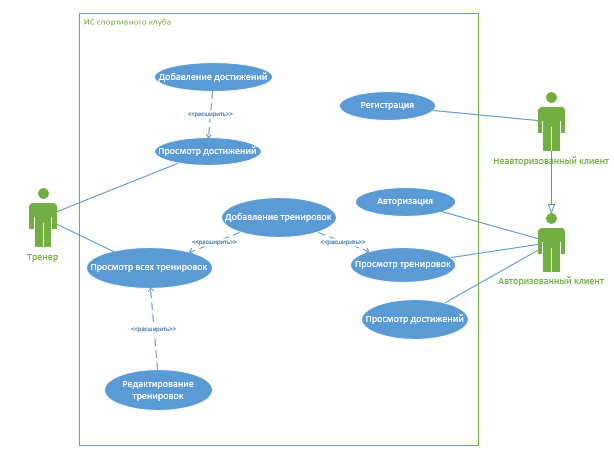 ИС спортивного клуба
Добавление достижений
<<расширить>>
Регистрация
Просмотр достижений
Неавторизованный клиент
Авторизация
Добавление тренировок
<<расширить>>
<<расширить>>
Тренер
Просмотр всех тренировок
Просмотр тренировок
Авторизованный клиент
Просмотр достижений
<<расширить>>
Редактирование
тренировок